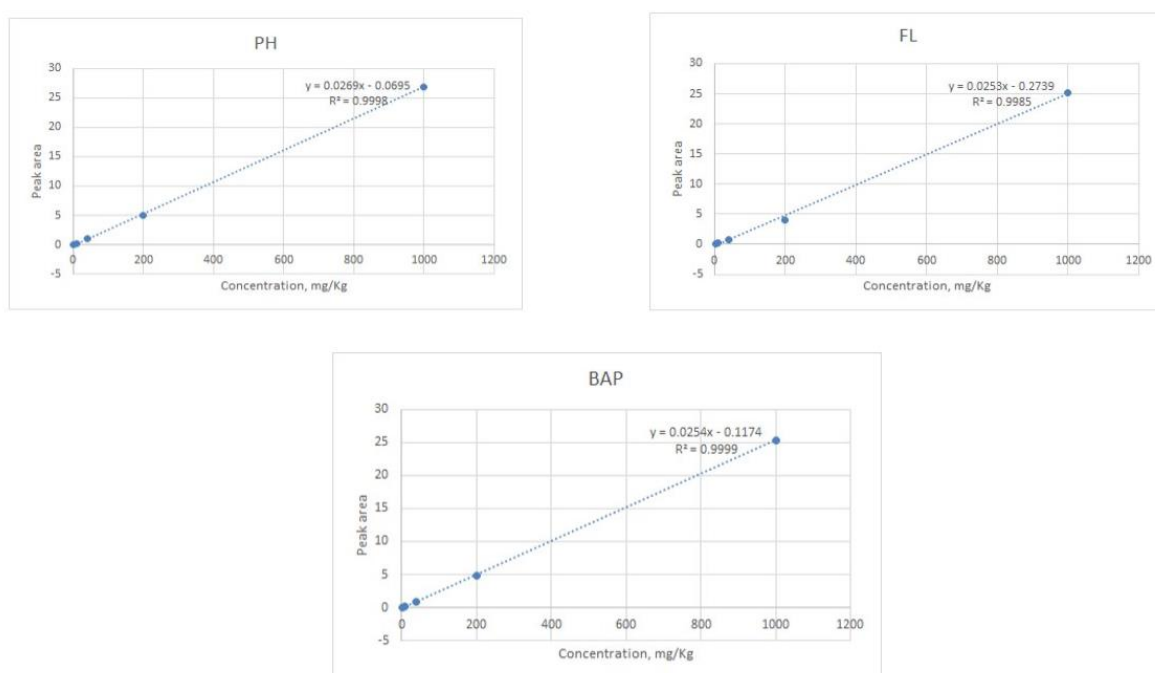 PH
30
25
20
15
10
5
0
-5
y = 0.0269x - 0.0695
R² = 0.9998
0 200 400 600 800 1000 1200
Peak area
Concentration, mg/Kg
FL
30
25
20
15
10
5
0
-5
y = 0.0253x - 0.2739
R² = 0.9985
0 200 400 600 800 1000 1200
Peak area
Concentration, mg/Kg
BAP
30
25
20
15
10
5
0
-5
y = 0.0254x - 0.1174
R² = 0.9999
0 200 400 600 800 1000 1200
Peak area
Concentration, mg/Kg